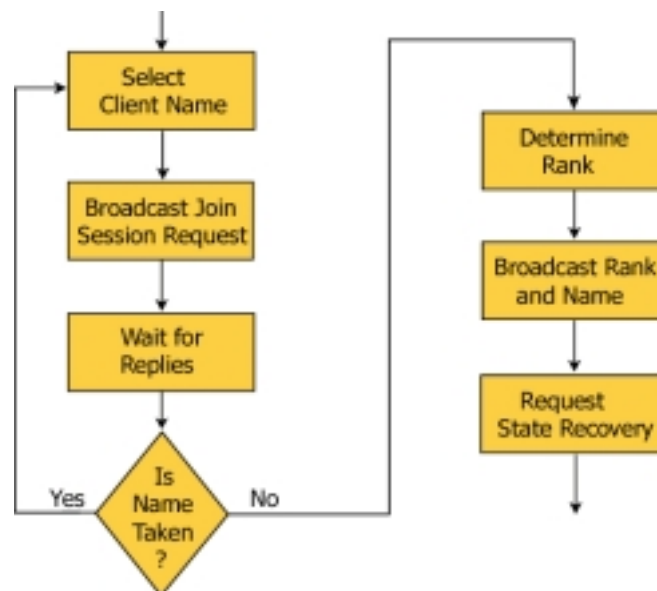 Select
Client Name
Broadcast Join
Session Request
Wait for
Replies
Is
Name
Taken
?
Yes
No
Determine
Rank
Broadcast Rank
and Name
Request
State Recovery